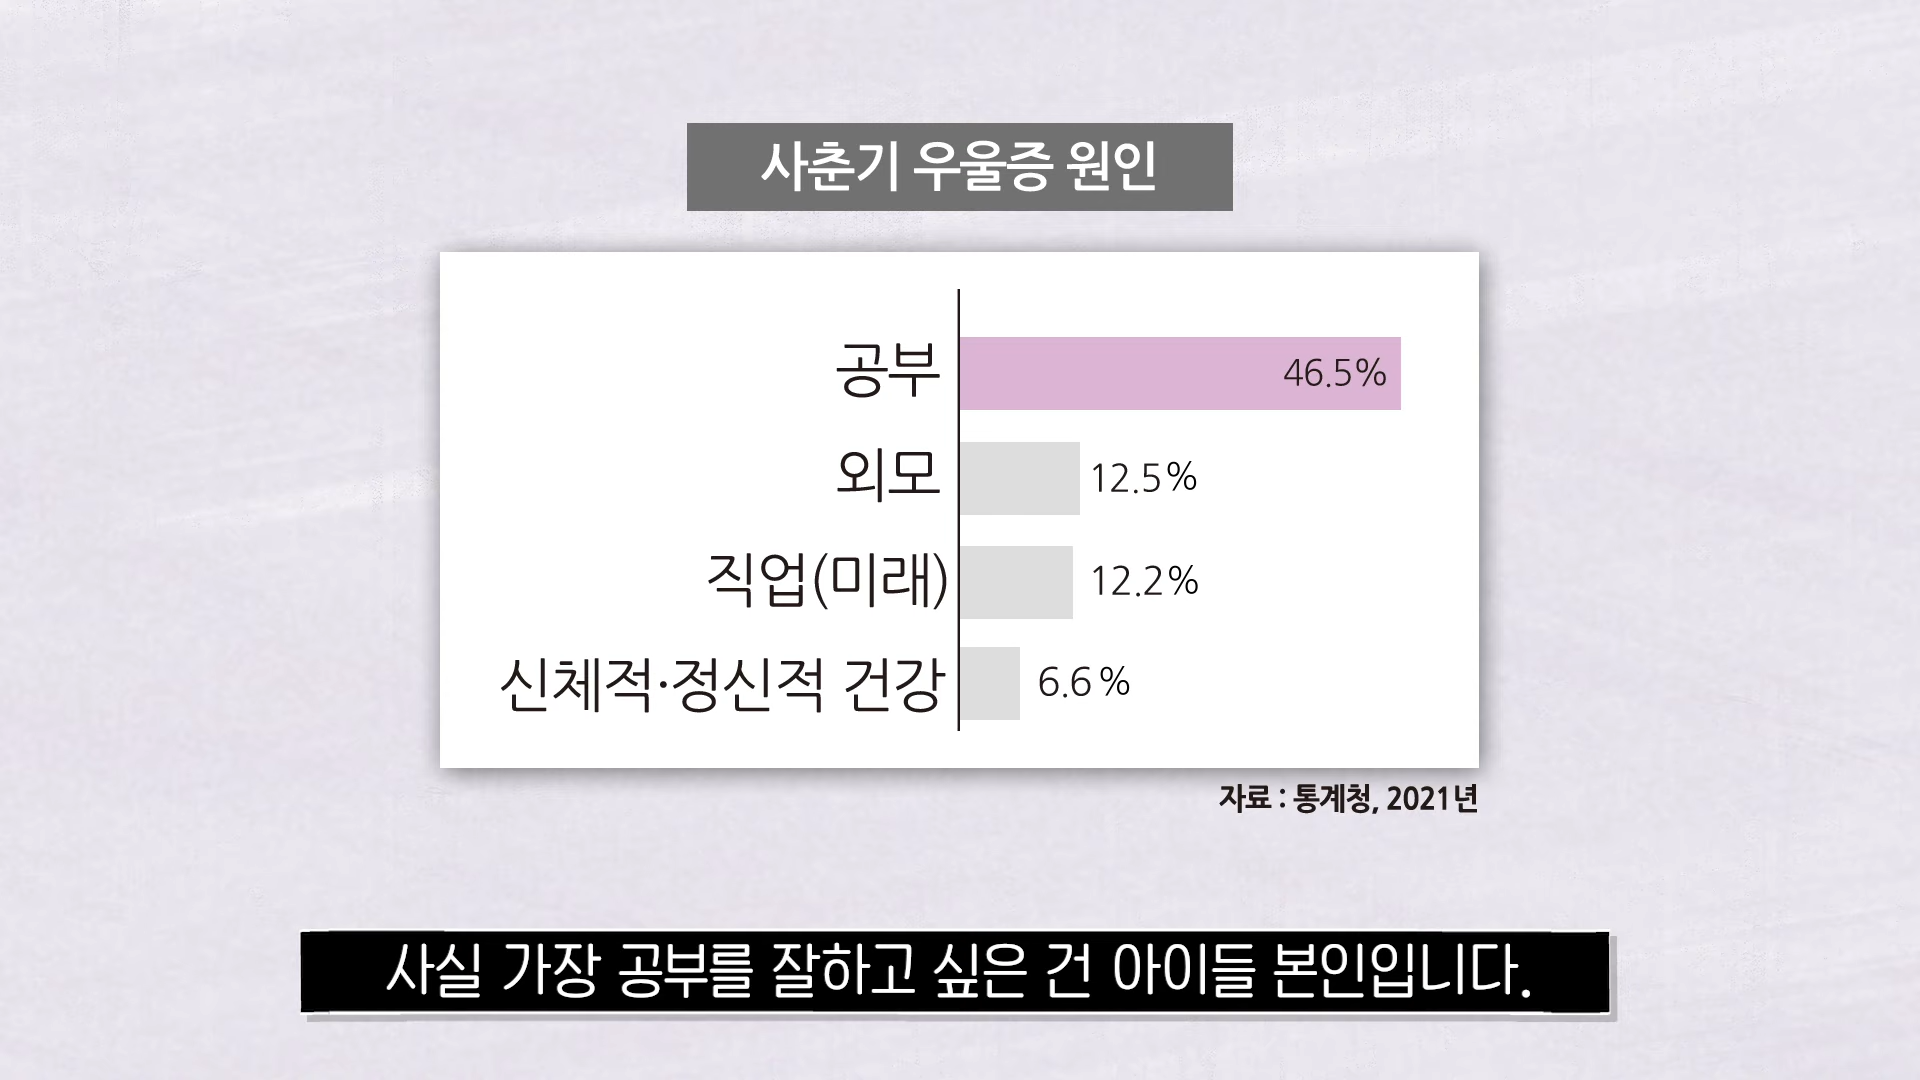 사춘기 우울증 원인
공부 46.5%
외모 12.5%
직업(미래) 12.2%
신체적·정신적 건강 6.6%
자료 : 통계청, 2021년
사실 가장 공부를 잘하고 싶은 건 아이들 본인입니다.